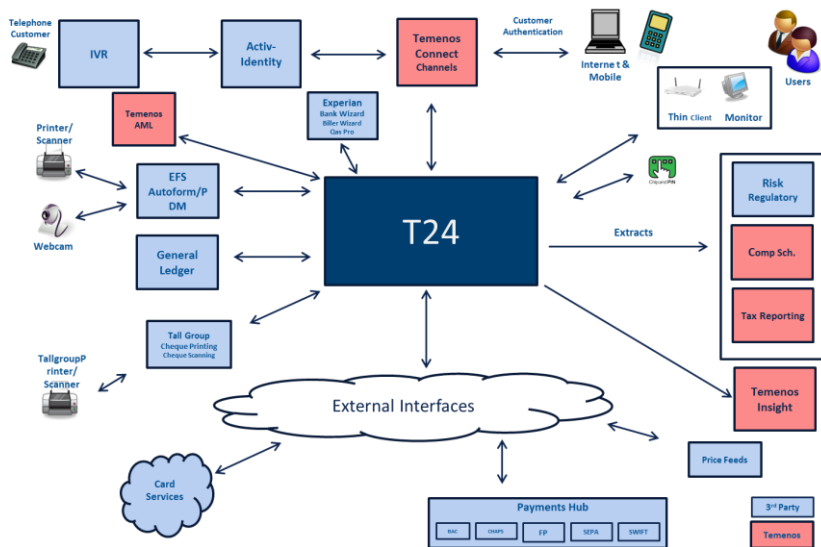 Telephone
Customer
IVR
Activ-
Identity
Temenos
Connect
Channels
Customer
Authentication
Internet &
Mobile
Users
Thin Client
Monitor
Temenos
AML
Experian
Bank Wizard
Biller Wizard
Qas Pro
Printer/
Scanner
EFS
Autoform/P
DM
Webcam
General
Ledger
T24
ChipandPIN
Extracts
Risk
Regulatory
Comp Sch.
Tax Reporting
Tall Group
Cheque Printing
Cheque Scanning
TallgroupP
rinter/
Scanner
External Interfaces
Temenos
Insight
Card
Services
Price Feeds
Payments Hub
BAC
CHAPS
FP
SEPA
SWIFT
3rd Party
Temenos